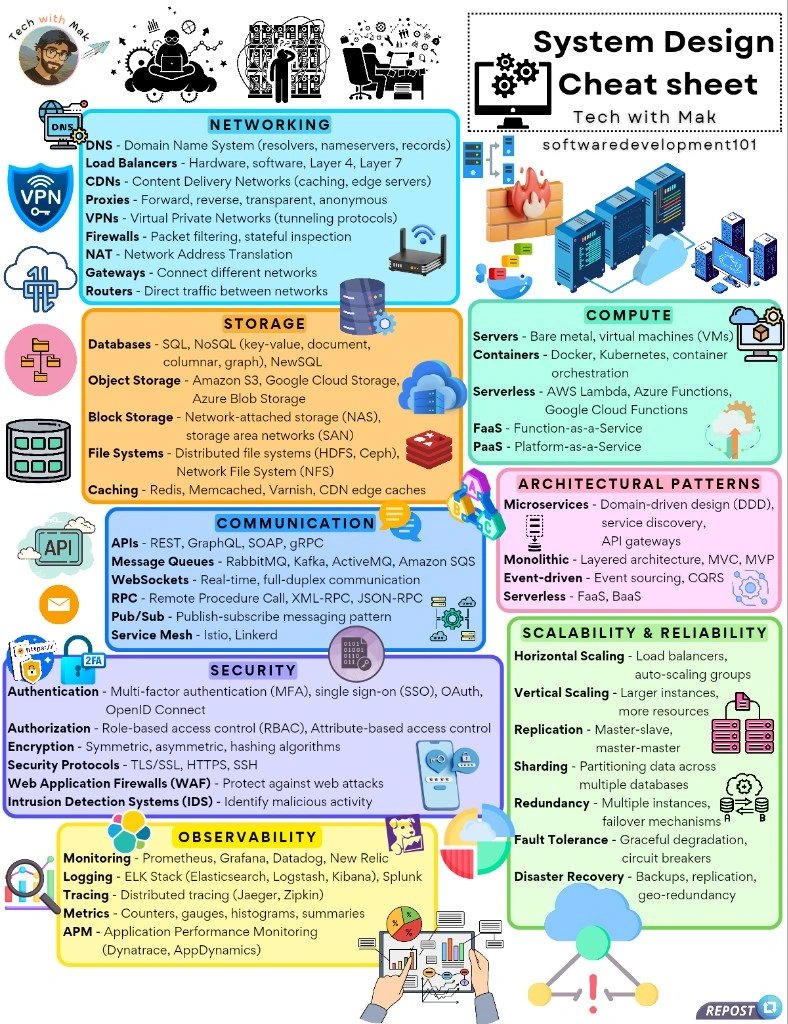 Tech with Mak
System Design
Cheat sheet
Tech with Mak
softwaredevelopment101
NETWORKING
DNS
DNS - Domain Name System (resolvers, nameservers, records)
Load Balancers - Hardware, software, Layer 4, Layer 7
CDNs - Content Delivery Networks (caching, edge servers)
Proxies - Forward, reverse, transparent, anonymous
VPNs - Virtual Private Networks (tunneling protocols)
Firewalls - Packet filtering, stateful inspection
NAT - Network Address Translation
Gateways - Connect different networks
Routers - Direct traffic between networks
VPN
STORAGE
Databases - SQL, NoSQL (key-value, document,
columnar, graph), NewSQL
Object Storage - Amazon S3, Google Cloud Storage,
Azure Blob Storage
Block Storage - Network-attached storage (NAS),
storage area networks (SAN)
File Systems - Distributed file systems (HDFS, Ceph),
Network File System (NFS)
Caching - Redis, Memcached, Varnish, CDN edge caches
COMPUTE
Servers - Bare metal, virtual machines (VMs)
Containers - Docker, Kubernetes, container
orchestration
Serverless - AWS Lambda, Azure Functions,
Google Cloud Functions
FaaS - Function-as-a-Service
PaaS - Platform-as-a-Service
A
B
C
ARCHITECTURAL PATTERNS
Microservices - Domain-driven design (DDD),
service discovery,
API gateways
Monolithic - Layered architecture, MVC, MVP
Event-driven - Event sourcing, CQRS
Serverless - FaaS, BaaS
COMMUNICATION
API
APIs - REST, GraphQL, SOAP, gRPC
Message Queues - RabbitMQ, Kafka, ActiveMQ, Amazon SQS
WebSockets - Real-time, full-duplex communication
RPC - Remote Procedure Call, XML-RPC, JSON-RPC
Pub/Sub - Publish-subscribe messaging pattern
Service Mesh - Istio, Linkerd
SECURITY
https://
2FA
Authentication - Multi-factor authentication (MFA), single sign-on (SSO), OAuth,
OpenID Connect
Authorization - Role-based access control (RBAC), Attribute-based access control
Encryption - Symmetric, asymmetric, hashing algorithms
Security Protocols - TLS/SSL, HTTPS, SSH
Web Application Firewalls (WAF) - Protect against web attacks
Intrusion Detection Systems (IDS) - Identify malicious activity
SCALABILITY & RELIABILITY
Horizontal Scaling - Load balancers,
auto-scaling groups
Vertical Scaling - Larger instances,
more resources
Replication - Master-slave,
master-master
Sharding - Partitioning data across
multiple databases
Redundancy - Multiple instances,
failover mechanisms
A
B
Fault Tolerance - Graceful degradation,
circuit breakers
Disaster Recovery - Backups, replication,
geo-redundancy
OBSERVABILITY
Monitoring - Prometheus, Grafana, Datadog, New Relic
Logging - ELK Stack (Elasticsearch, Logstash, Kibana), Splunk
Tracing - Distributed tracing (Jaeger, Zipkin)
Metrics - Counters, gauges, histograms, summaries
APM - Application Performance Monitoring
(Dynatrace, AppDynamics)
%
%
%
!
REPOST